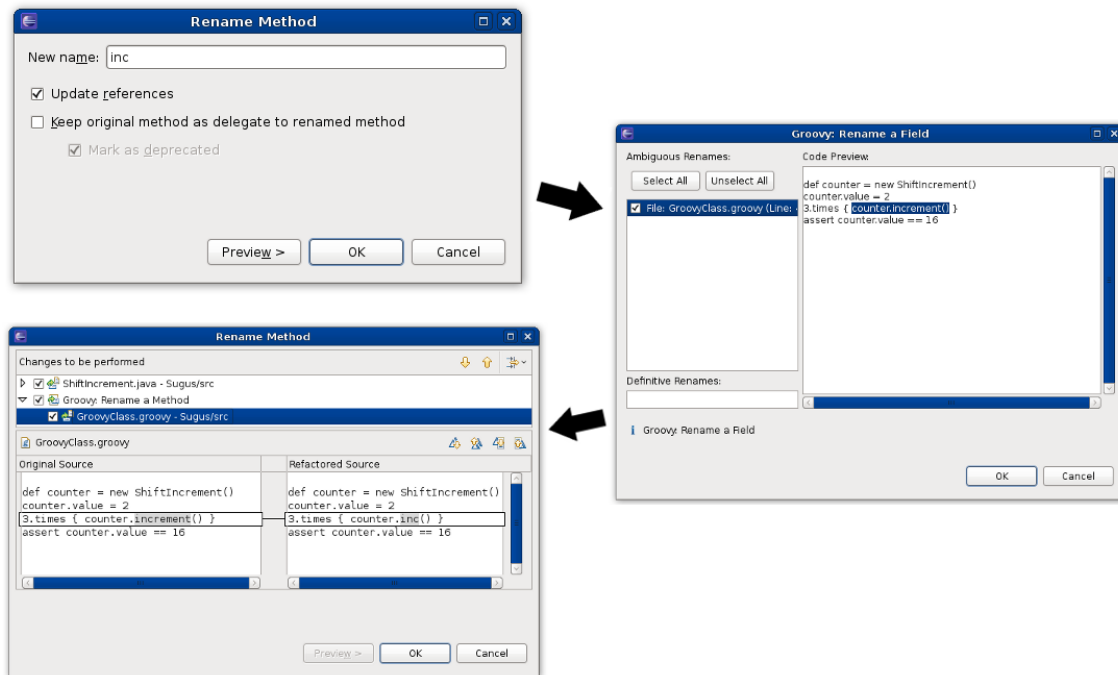 Rename Method
New name: inc
Update references
Keep original method as delegate to renamed method
Mark as deprecated
Preview > OK Cancel
Groovy: Rename a Field
Ambiguous Renames: Code Preview:
Select All Unselect All
File: GroovyClass.groovy (Line:
def counter = new ShiftIncrement()
counter.value = 2
3.times { counter.increment() }
assert counter.value == 16
Definitive Renames:
Groovy: Rename a Field
OK Cancel
Rename Method
Changes to be performed
ShiftIncrement.java - Sugus/src
Groovy: Rename a Method
GroovyClass.groovy - Sugus/src
GroovyClass.groovy
Original Source
def counter = new ShiftIncrement()
counter.value = 2
3.times { counter.increment() }
assert counter.value == 16
Refactored Source
def counter = new ShiftIncrement()
counter.value = 2
3.times { counter.inc() }
assert counter.value == 16
Preview > OK Cancel